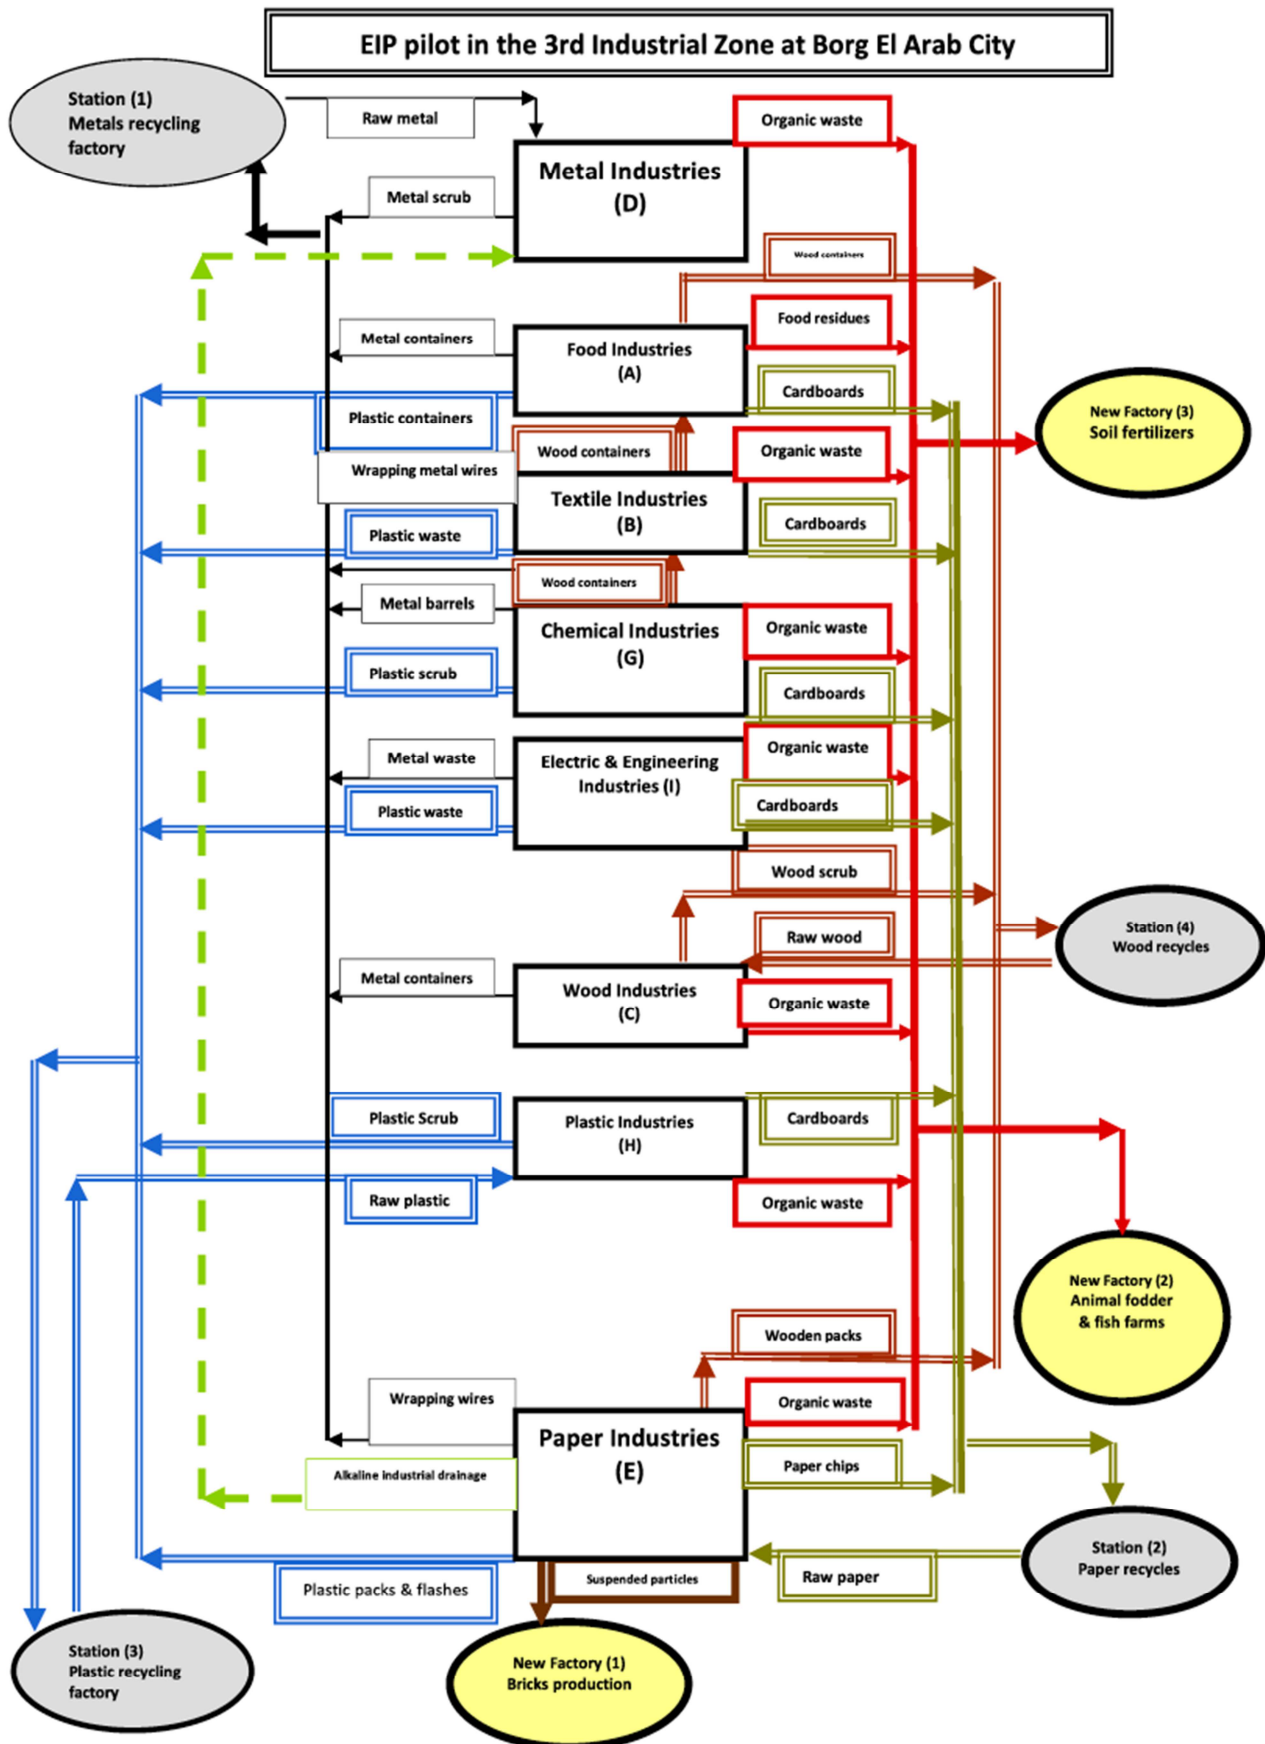 EIP pilot in the 3rd Industrial Zone at Borg El Arab City
Station (1)
Metals recycling
factory
Raw metal
Organic waste
Metal Industries
(D)
Metal scrub
Wood containers
Food residues
Metal containers
Food Industries
(A)
Cardboards
Plastic containers
New Factory (3)
Soil fertilizers
Wood containers
Organic waste
Wrapping metal wires
Textile Industries
(B)
Cardboards
Plastic waste
Wood containers
Metal barrels
Chemical Industries
(G)
Organic waste
Plastic scrub
Cardboards
Organic waste
Metal waste
Electric & Engineering
Industries (I)
Plastic waste
Cardboards
Wood scrub
Raw wood
Station (4)
Wood recycles
Metal containers
Wood Industries
(C)
Organic waste
Plastic Scrub
Plastic Industries
(H)
Cardboards
Raw plastic
Organic waste
New Factory (2)
Animal fodder
& fish farms
Wooden packs
Wrapping wires
Organic waste
Paper Industries
(E)
Alkaline industrial drainage
Paper chips
Station (2)
Paper recycles
Raw paper
Suspended particles
Plastic packs & flashes
Station (3)
Plastic recycling
factory
New Factory (1)
Bricks production